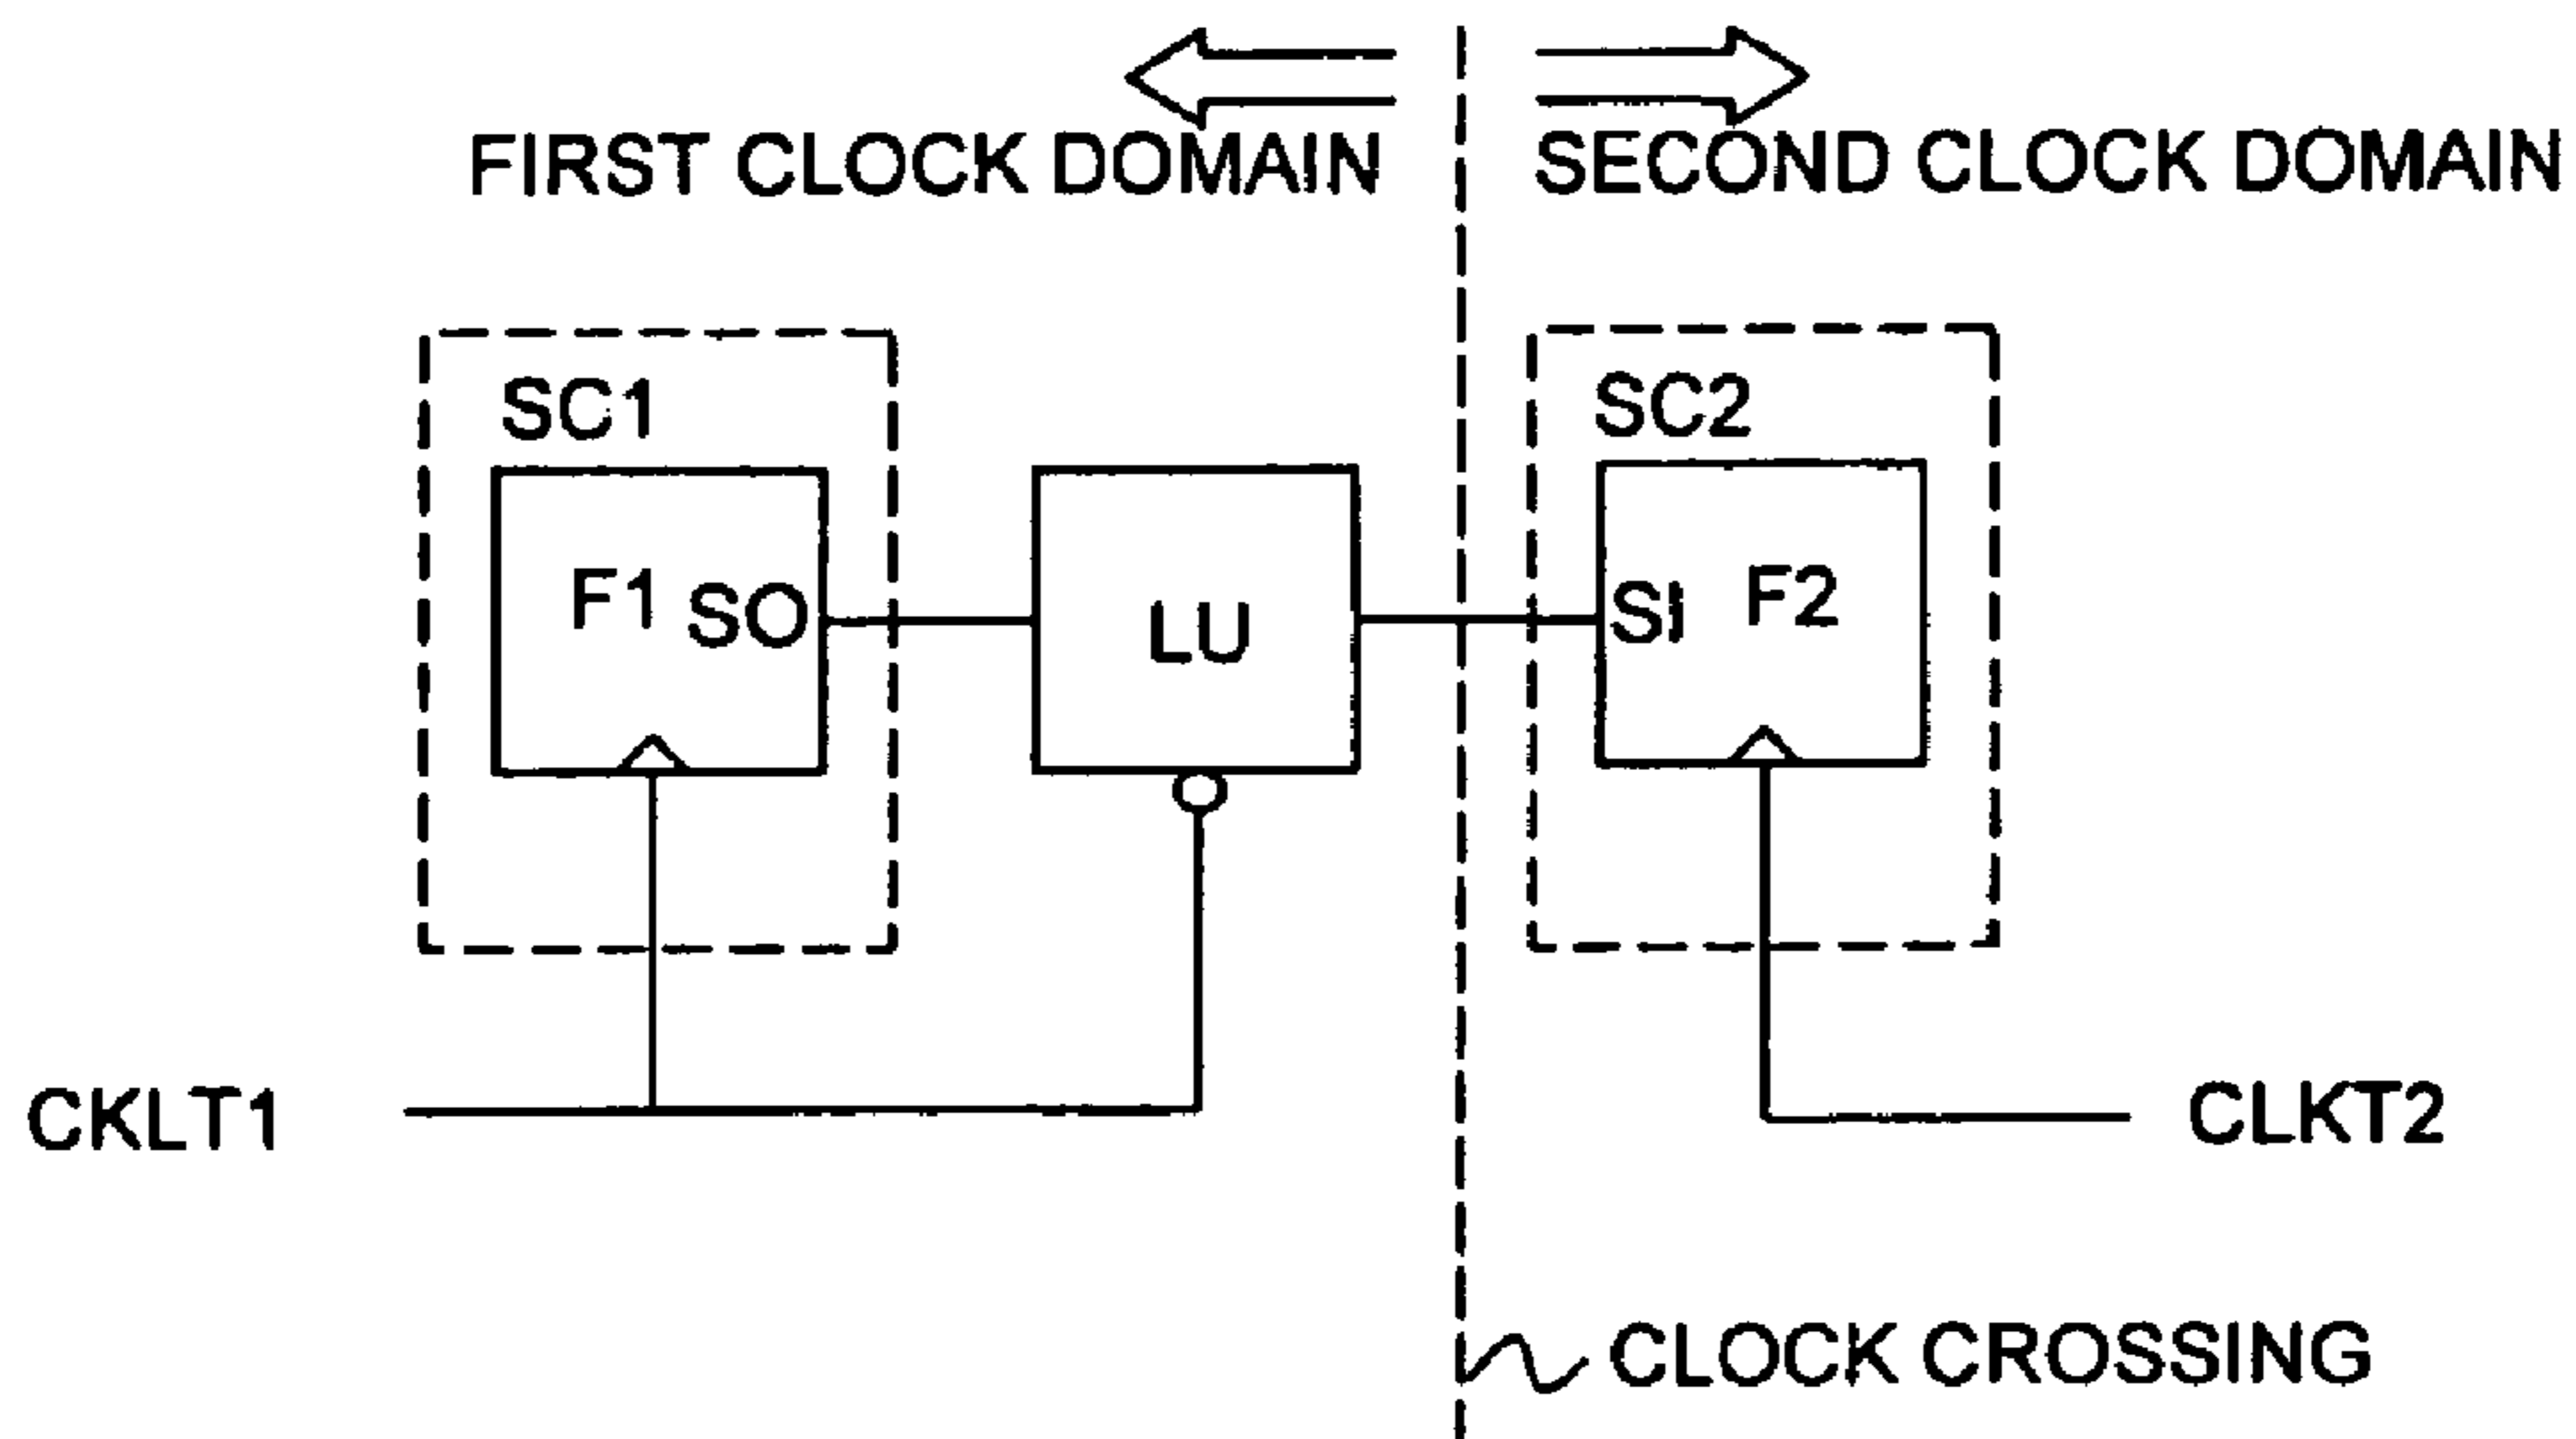 FIRST CLOCK DOMAIN
SECOND CLOCK DOMAIN
SC1
SC2
F1
SO
LU
SI
F2
CKLT1
CLKT2
CLOCK CROSSING